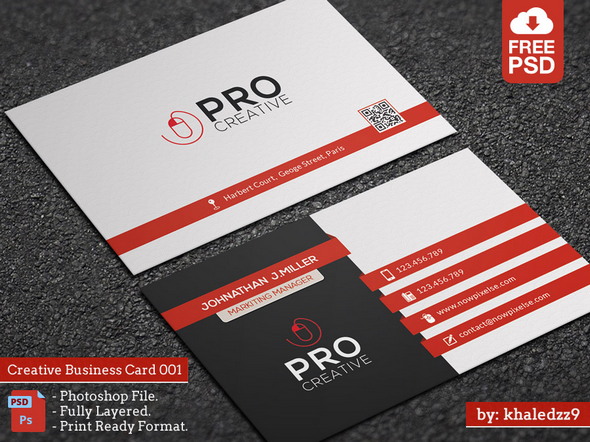 FREE
PSD
PRO
CREATIVE
Harbert Court, Geoge Street, Paris
JOHNATHAN J.MILLER
MARKITING MANAGER
PRO
CREATIVE
123.456.789
123.456.789
www.nowpixelse.com
contact@nowpixelse.com
Creative Business Card 001
PSD
Ps
- Photoshop File.
- Fully Layered.
- Print Ready Format.
by: khaledzz9